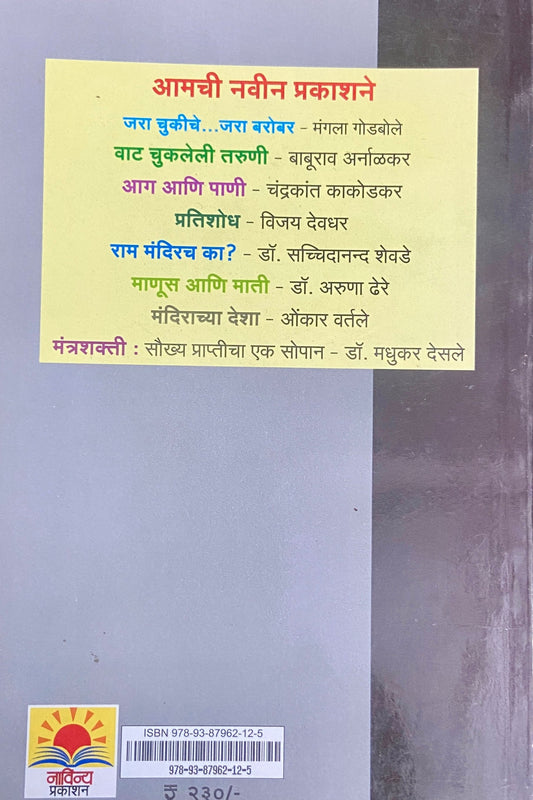 आमची नवीन प्रकाशने
जरा चुकीचे...जरा बरोबर - मंगला गोडबोले
वाट चुकलेली तरुणी - बाबूराव अर्नाळकर
आग आणि पाणी - चंद्रकांत काकोडकर
प्रतिशोध - विजय देवधर
राम मंदिरच का? - डॉ. सच्चिदानन्द शेवडे
माणूस आणि माती - डॉ. अरुणा ढेरे
मंदिराच्या देशा - ओंकार वर्तले
मंत्रशक्ती : सौख्य प्राप्तीचा एक सोपान - डॉ. मधुकर देसले
नाविन्य
प्रकाशन
ISBN 978-93-87962-12-5
978-93-87962-12-5
रु २३०/-